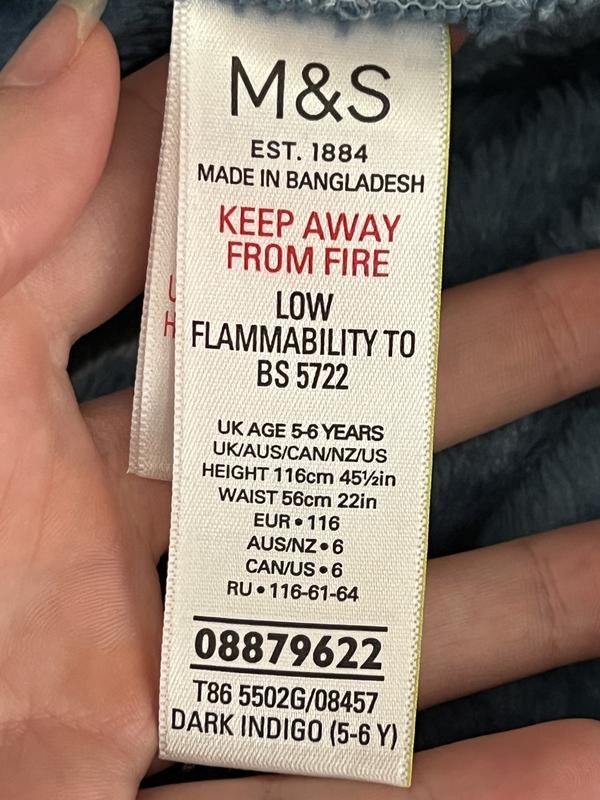 M&S
EST. 1884
MADE IN BANGLADESH
KEEP AWAY
FROM FIRE
LOW
FLAMMABILITY TO
BS 5722
UK AGE 5-6 YEARS
UK/AUS/CAN/NZ/US
HEIGHT 116cm 45½in
WAIST 56cm 22in
EUR • 116
AUS/NZ • 6
CAN/US • 6
RU • 116-61-64
08879622
T86 5502G/08457
DARK INDIGO (5-6 Y)